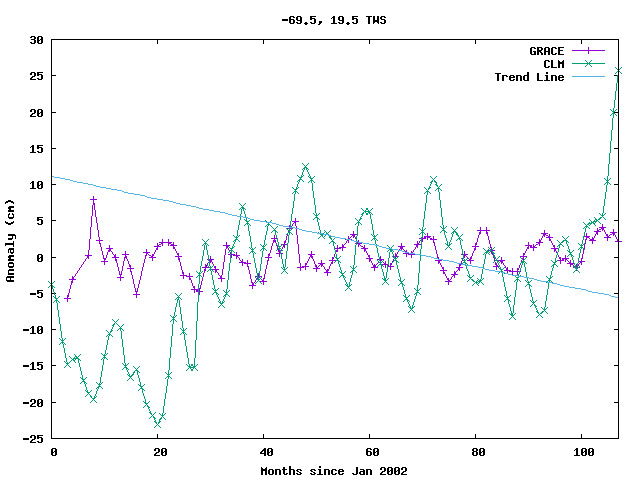 -69.5, 19.5 TWS
GRACE
CLM
Trend Line
30
25
20
15
10
5
0
-5
-10
-15
-20
-25
Anomaly (cm)
0 20 40 60 80 100
Months since Jan 2002